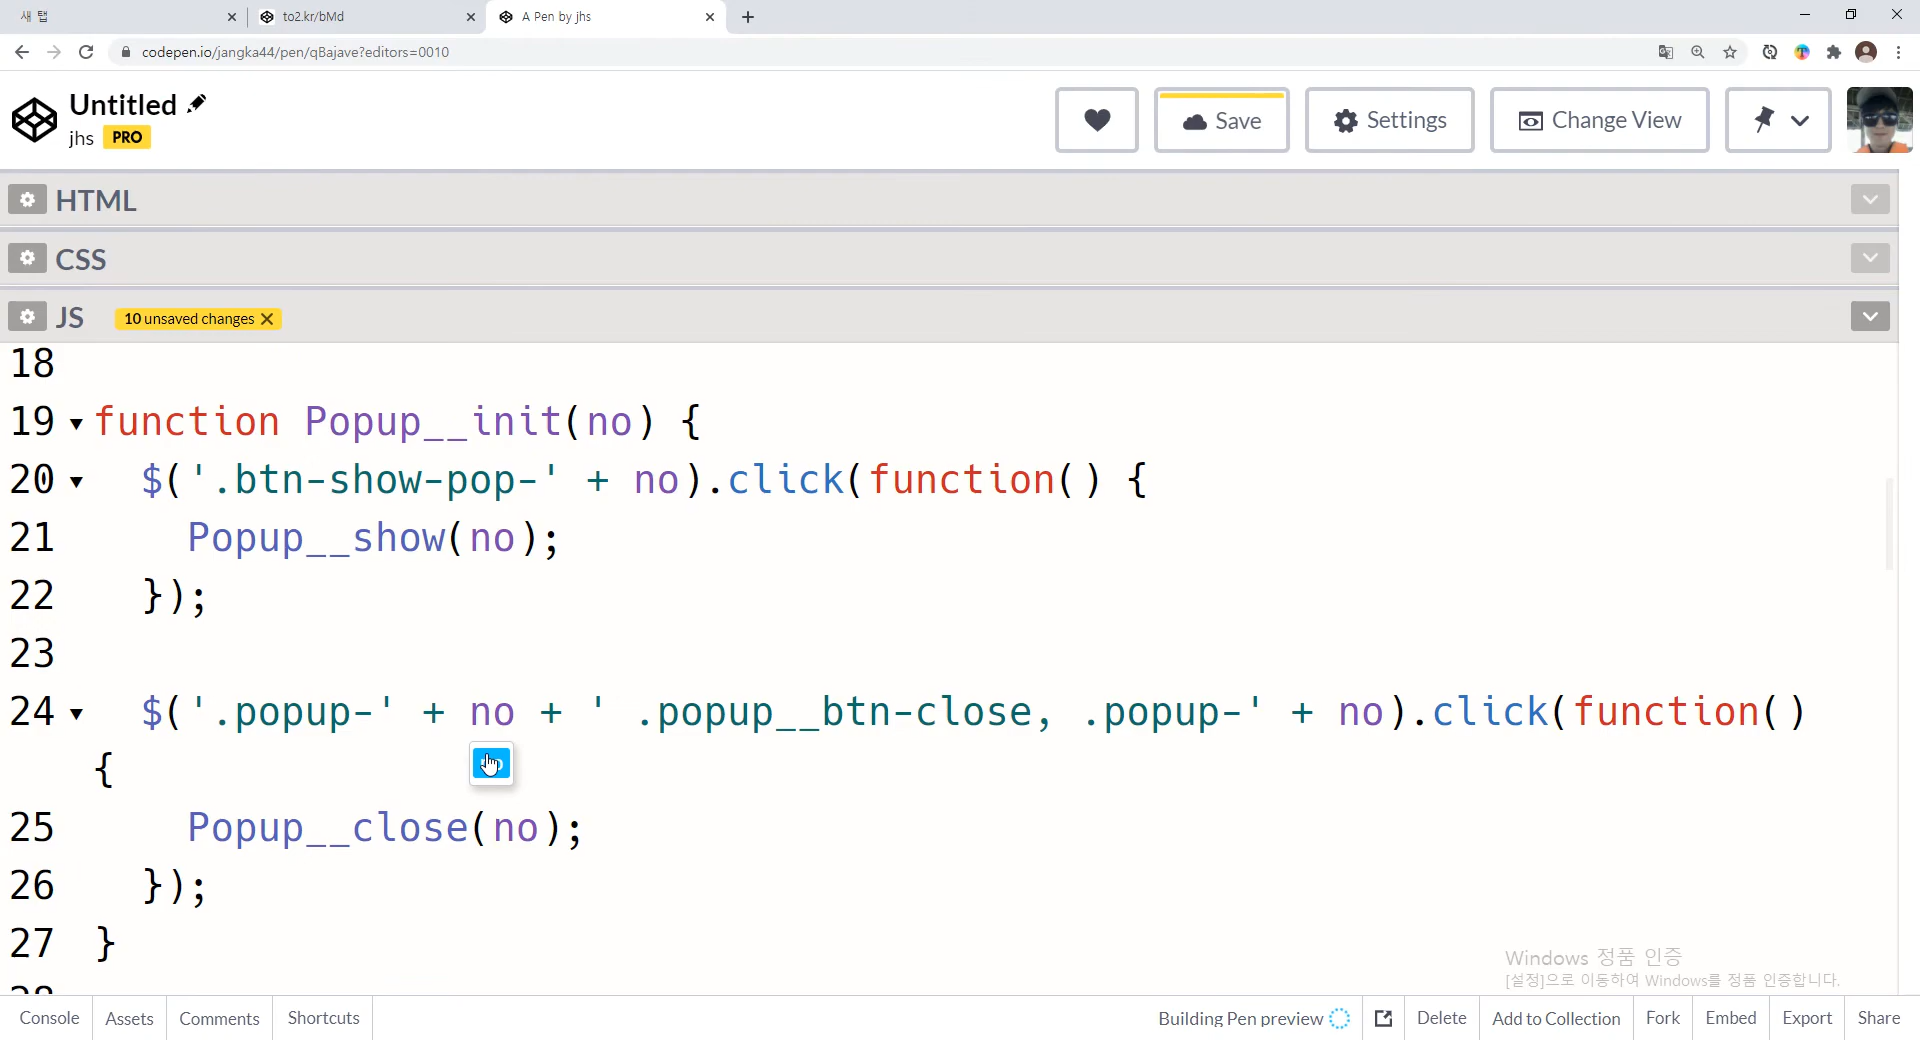 새 탭
to2.kr/bMd
A Pen by jhs
codepen.io/jangka44/pen/qBajave?editors=0010
Untitled
jhs PRO
Save
Settings
Change View
HTML
CSS
JS
10 unsaved changes
18
19 function Popup__init(no) {
20 $('.btn-show-pop-' + no).click(function() {
21 Popup__show(no);
22 });
23
24 $('.popup-' + no + ' .popup__btn-close, .popup-' + no).click(function()
{
25 Popup__close(no);
26 });
27 }
Windows 정품 인증
[설정]으로 이동하여 Windows를 정품 인증합니다.
Console
Assets
Comments
Shortcuts
Building Pen preview
Delete
Add to Collection
Fork
Embed
Export
Share